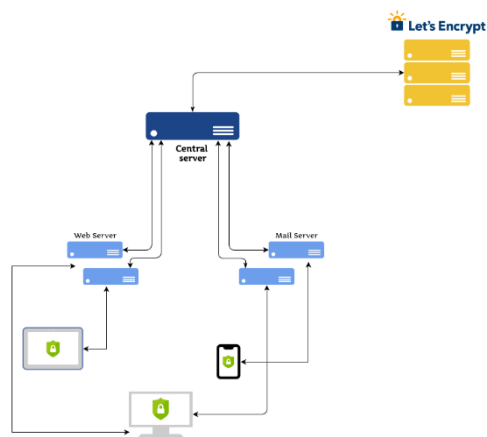 Let's Encrypt
Central
server
Web Server
Mail Server